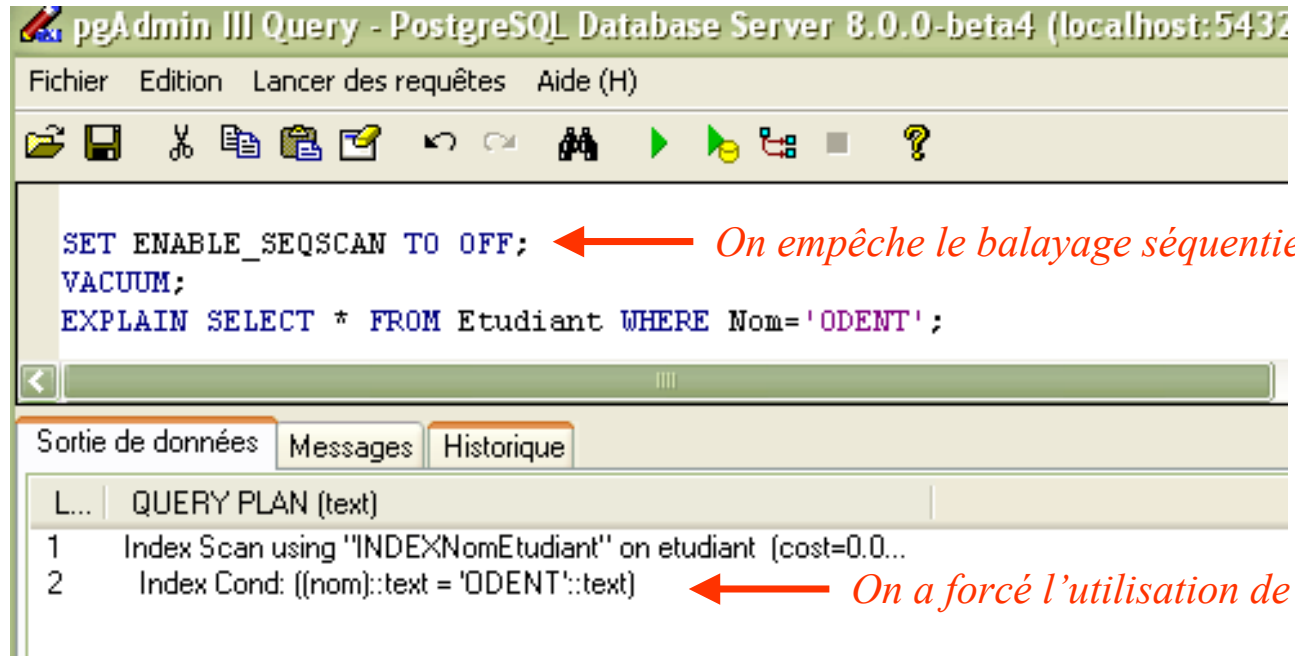 pgAdmin III Query - PostgreSQL Database Server 8.0.0-beta4 (localhost:5432
Fichier Edition Lancer des requêtes Aide (H)
SET ENABLE_SEQSCAN TO OFF; On empêche le balayage séquentie
VACUUM;
EXPLAIN SELECT * FROM Etudiant WHERE Nom='ODENT';
Sortie de données Messages Historique
L... QUERY PLAN (text)
1 Index Scan using "INDEXNomEtudiant" on etudiant (cost=0.0...
2 Index Cond: ((nom)::text = 'ODENT'::text) On a forcé l’utilisation de